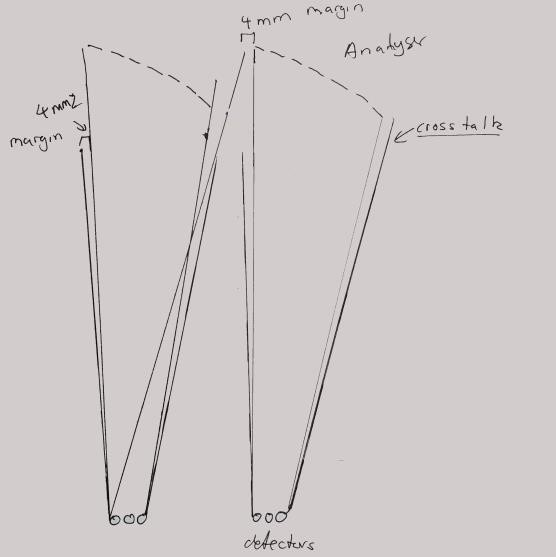 4mm margin
Analyser
4mm
margin
cross talk
detectors